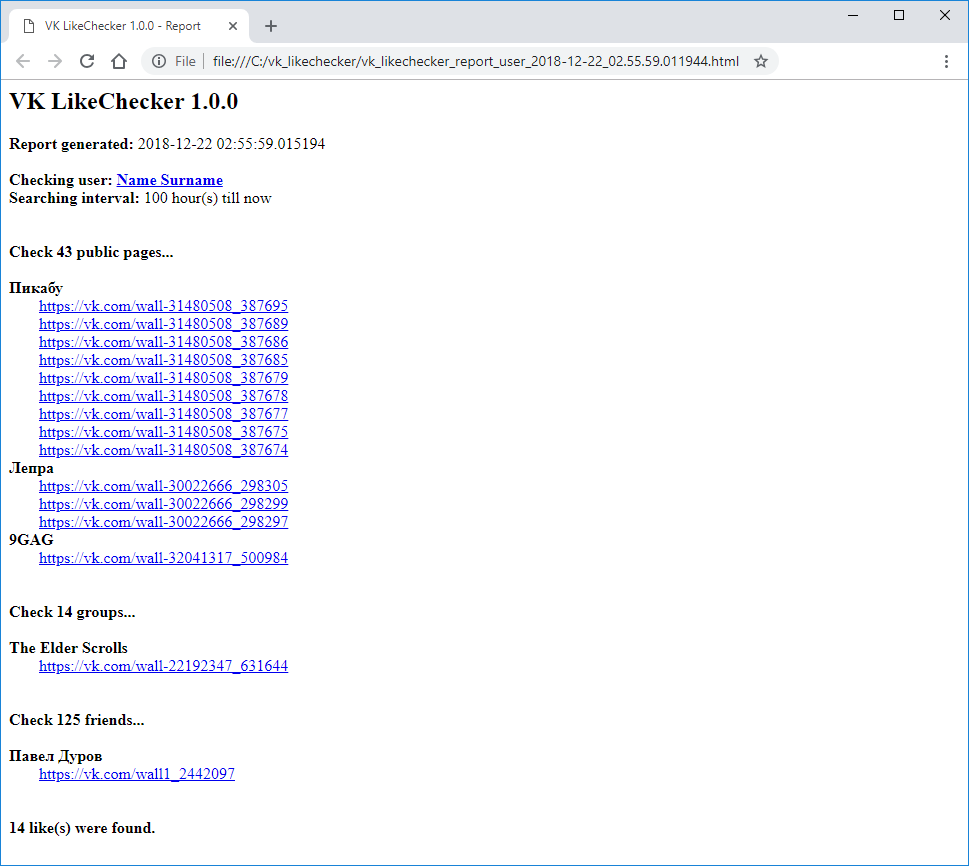 VK LikeChecker 1.0.0 - Report
File file:///C:/vk_likechecker/vk_likechecker_report_user_2018-12-22_02.55.59.011944.html
VK LikeChecker 1.0.0
Report generated: 2018-12-22 02:55:59.015194
Checking user: Name Surname
Searching interval: 100 hour(s) till now
Check 43 public pages...
Пикабу
https://vk.com/wall-31480508_387695
https://vk.com/wall-31480508_387689
https://vk.com/wall-31480508_387686
https://vk.com/wall-31480508_387685
https://vk.com/wall-31480508_387679
https://vk.com/wall-31480508_387678
https://vk.com/wall-31480508_387677
https://vk.com/wall-31480508_387675
https://vk.com/wall-31480508_387674
Лепра
https://vk.com/wall-30022666_298305
https://vk.com/wall-30022666_298299
https://vk.com/wall-30022666_298297
9GAG
https://vk.com/wall-32041317_500984
Check 14 groups...
The Elder Scrolls
https://vk.com/wall-22192347_631644
Check 125 friends...
Павел Дуров
https://vk.com/wall1_2442097
14 like(s) were found.